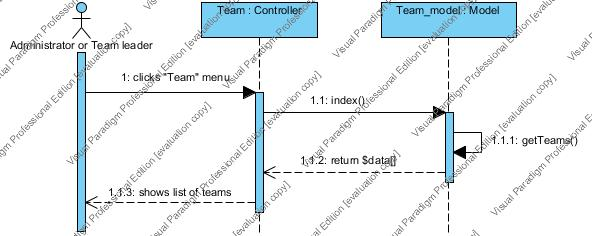 Team : Controller
Team_model : Model
Administrator or Team leader
1: clicks "Team" menu
1.1: index()
1.1.1: getTeams()
1.1.2: return $data[]
1.1.3: shows list of teams
Visual Paradigm Professional Edition [evaluation copy]